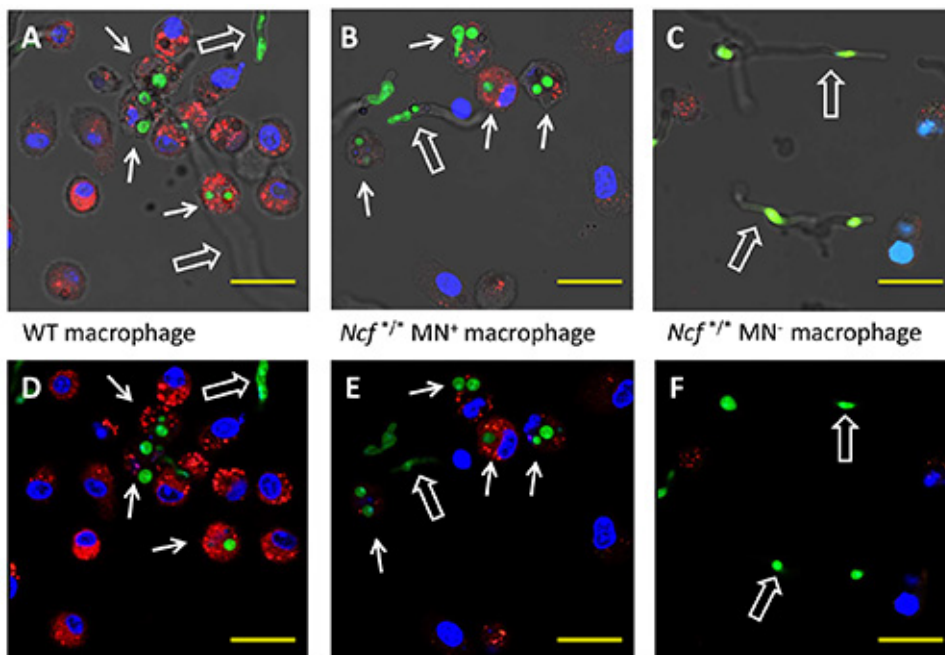 A
B
C
WT macrophage
Ncf */* MN⁺ macrophage
Ncf */* MN⁻ macrophage
D
E
F